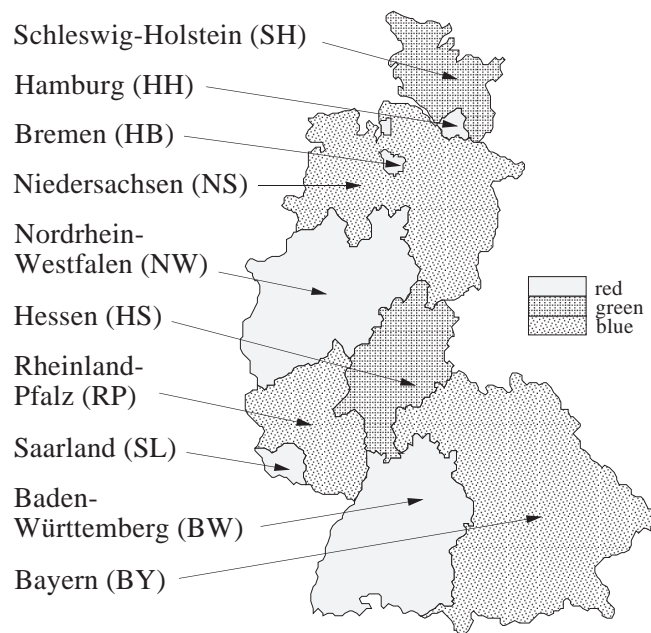 Schleswig-Holstein (SH)
Hamburg (HH)
Bremen (HB)
Niedersachsen (NS)
Nordrhein-
Westfalen (NW)
Hessen (HS)
Rheinland-
Pfalz (RP)
Saarland (SL)
Baden-
Württemberg (BW)
Bayern (BY)
red
green
blue